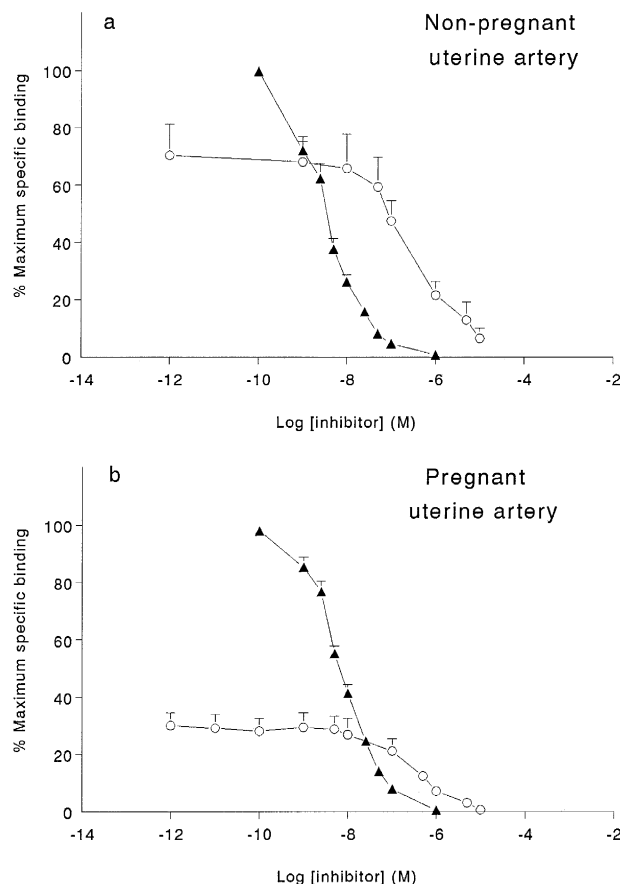 a
Non-pregnant
uterine artery
% Maximum specific binding
100
80
60
40
20
0
-14 -12 -10 -8 -6 -4 -2
Log [inhibitor] (M)
b
Pregnant
uterine artery
% Maximum specific binding
100
80
60
40
20
0
-14 -12 -10 -8 -6 -4 -2
Log [inhibitor] (M)